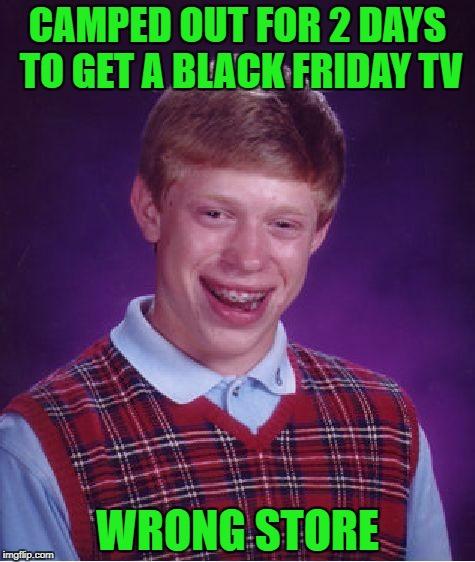 CAMPED OUT FOR 2 DAYS
TO GET A BLACK FRIDAY TV
WRONG STORE
imgflip.com